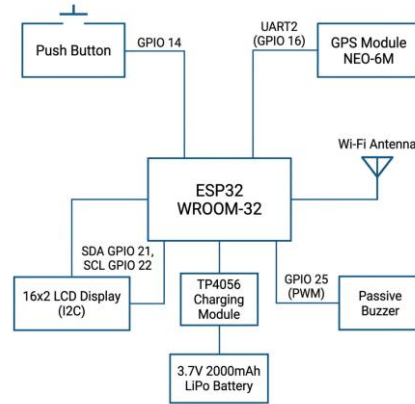 Push Button
GPIO 14
UART2
(GPIO 16)
GPS Module
NEO-6M
Wi-Fi Antenna
ESP32
WROOM-32
SDA GPIO 21,
SCL GPIO 22
16x2 LCD Display
(I2C)
TP4056
Charging
Module
GPIO 25
(PWM)
Passive
Buzzer
3.7V 2000mAh
LiPo Battery